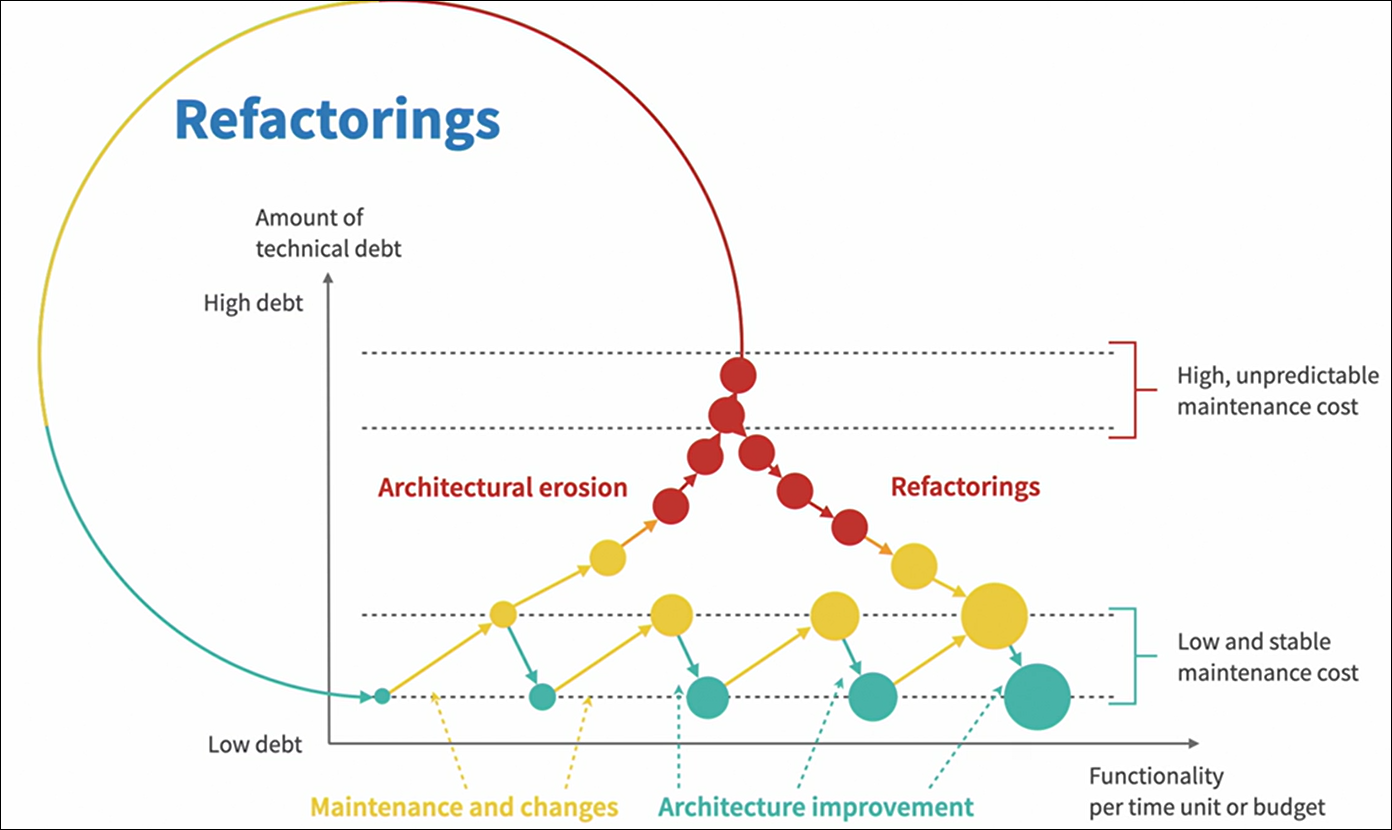 Refactorings
Amount of
technical debt
High debt
High, unpredictable
maintenance cost
Architectural erosion
Refactorings
Low and stable
maintenance cost
Low debt
Functionality
per time unit or budget
Maintenance and changes
Architecture improvement